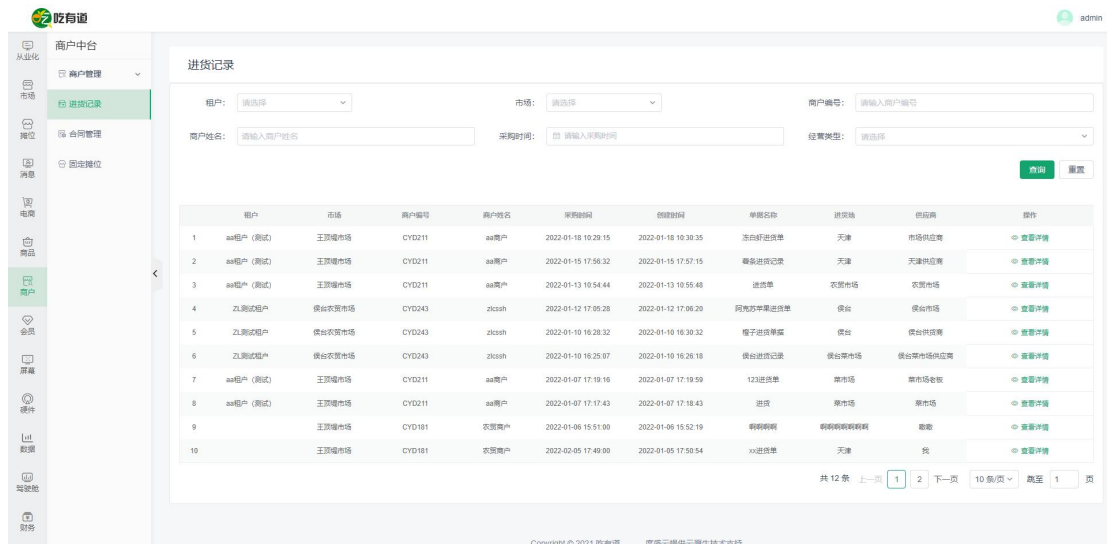 吃有道
admin
从业化
市场
摊位
消息
电商
商品
商户
会员
屏幕
硬件
数据
驾驶舱
财务
商户中台
商户管理
进货记录
合同管理
固定摊位
进货记录
租户： 请选择 市场： 请选择 商户编号： 请输入商户编号
商户姓名： 请输入商户姓名 采购时间： 请输入采购时间 经营类型： 请选择
查询 重置
租户 市场 商户编号 商户姓名 采购时间 创建时间 单据名称 进货地 供应商 操作
1 aa租户（测试） 王顶堤市场 CYD211 aa商户 2022-01-18 10:29:15 2022-01-18 10:30:35 冻白虾进货单 天津 市场供应商 查看详情
2 aa租户（测试） 王顶堤市场 CYD211 aa商户 2022-01-15 17:56:32 2022-01-15 17:57:15 薯条进货记录 天津 天津供应商 查看详情
3 aa租户（测试） 王顶堤市场 CYD211 aa商户 2022-01-13 10:54:44 2022-01-13 10:55:48 进货单 农贸市场 农贸市场 查看详情
4 ZL测试租户 侯台农贸市场 CYD243 zlcssh 2022-01-12 17:05:28 2022-01-12 17:06:20 阿克苏苹果进货单 侯台 侯台市场 查看详情
5 ZL测试租户 侯台农贸市场 CYD243 zlcssh 2022-01-10 16:28:32 2022-01-10 16:30:32 橙子进货单据 侯台 侯台供货商 查看详情
6 ZL测试租户 侯台农贸市场 CYD243 zlcssh 2022-01-10 16:25:07 2022-01-10 16:26:18 侯台进货记录 侯台菜市场 侯台菜市场供应商 查看详情
7 aa租户（测试） 王顶堤市场 CYD211 aa商户 2022-01-07 17:19:16 2022-01-07 17:19:59 123进货单 菜市场 菜市场老板 查看详情
8 aa租户（测试） 王顶堤市场 CYD211 aa商户 2022-01-07 17:17:43 2022-01-07 17:18:43 进货 菜市场 菜市场 查看详情
9 王顶堤市场 CYD181 农贸商户 2022-01-06 15:51:00 2022-01-06 15:52:19 啊啊啊啊 啊啊啊啊啊啊啊 查看详情
10 王顶堤市场 CYD181 农贸商户 2022-02-05 17:49:00 2022-01-05 17:50:54 xx进货单 天津 我 查看详情
共 12 条 上一页 1 2 下一页 10 条/页 跳至 1 页
Copyright © 2021 吃有道